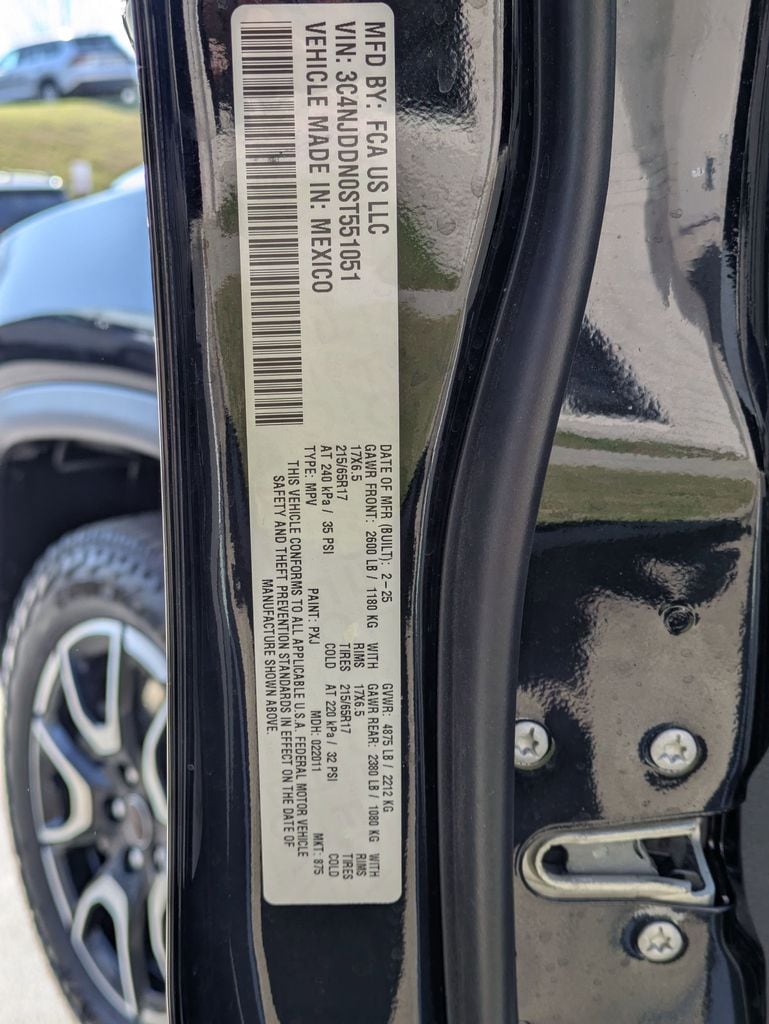 MFD BY: FCA US LLC
VIN: 3C4NJDDN0ST551051
VEHICLE MADE IN: MEXICO
DATE OF MFR (BUILT): 2-25 GVWR: 4875 LB / 2212 KG
GAWR FRONT: 2600 LB / 1180 KG WITH GAWR REAR: 2380 LB / 1080 KG WITH
17X6.5 RIMS 17X6.5 RIMS
215/65R17 TIRES 215/65R17 TIRES
AT 240 kPa / 35 PSI COLD AT 220 kPa / 32 PSI COLD
TYPE: MPV PAINT: PXJ MDH: 022011 MKT: 875
THIS VEHICLE CONFORMS TO ALL APPLICABLE U.S.A. FEDERAL MOTOR VEHICLE
SAFETY AND THEFT PREVENTION STANDARDS IN EFFECT ON THE DATE OF
MANUFACTURE SHOWN ABOVE.